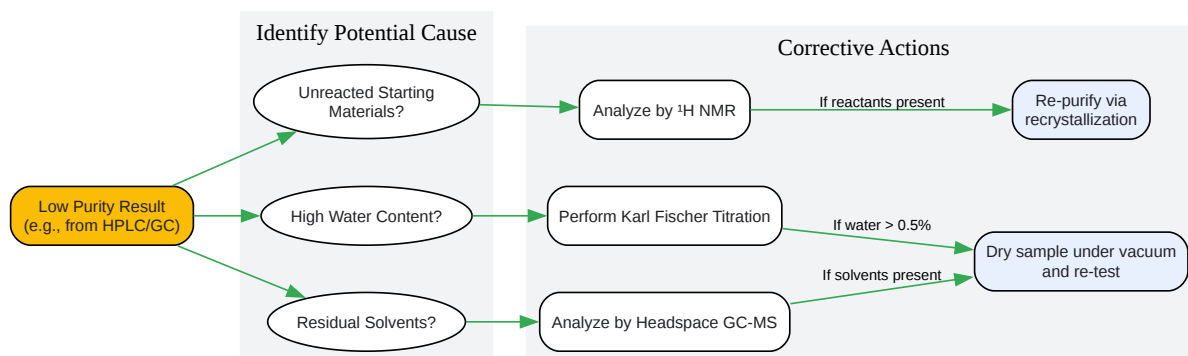 Identify Potential Cause
Corrective Actions
Unreacted Starting
Materials?
Analyze by ¹H NMR
If reactants present
Re-purify via
recrystallization
Low Purity Result
(e.g., from HPLC/GC)
High Water Content?
Perform Karl Fischer Titration
If water > 0.5%
Dry sample under vacuum
and re-test
If solvents present
Residual Solvents?
Analyze by Headspace GC-MS